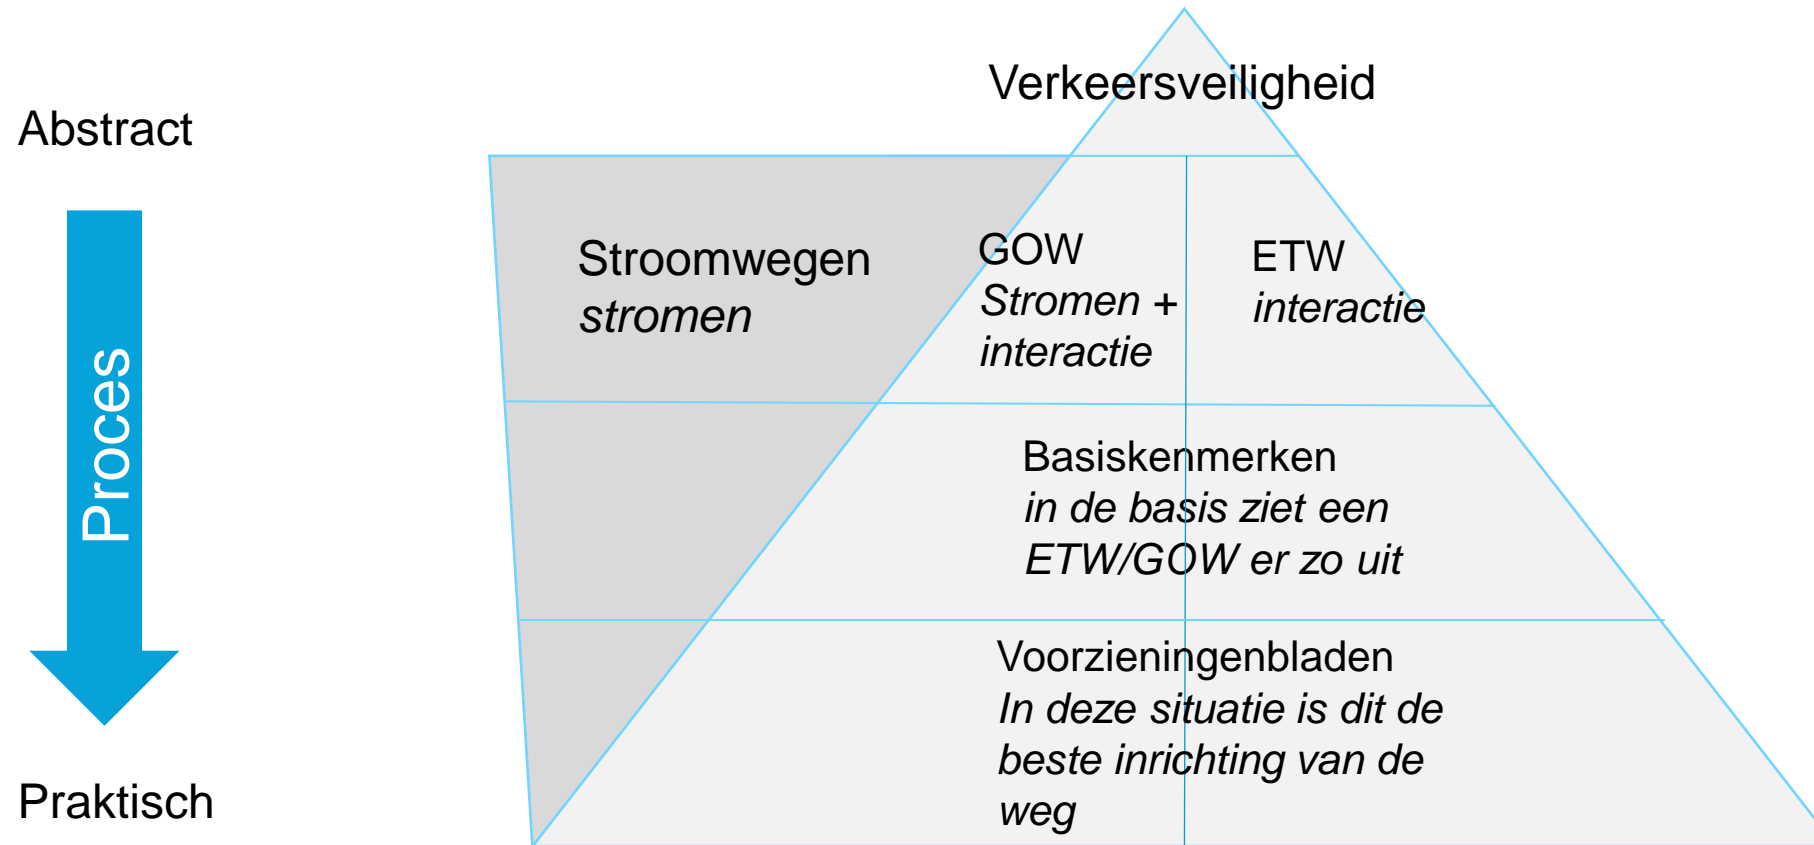 Verkeersveiligheid
Abstract
Stroomwegen
stromen
GOW
Stromen +
interactie
ETW
interactie
Proces
Basiskenmerken
in de basis ziet een
ETW/GOW er zo uit
Voorzieningenbladen
In deze situatie is dit de
beste inrichting van de
weg
Praktisch